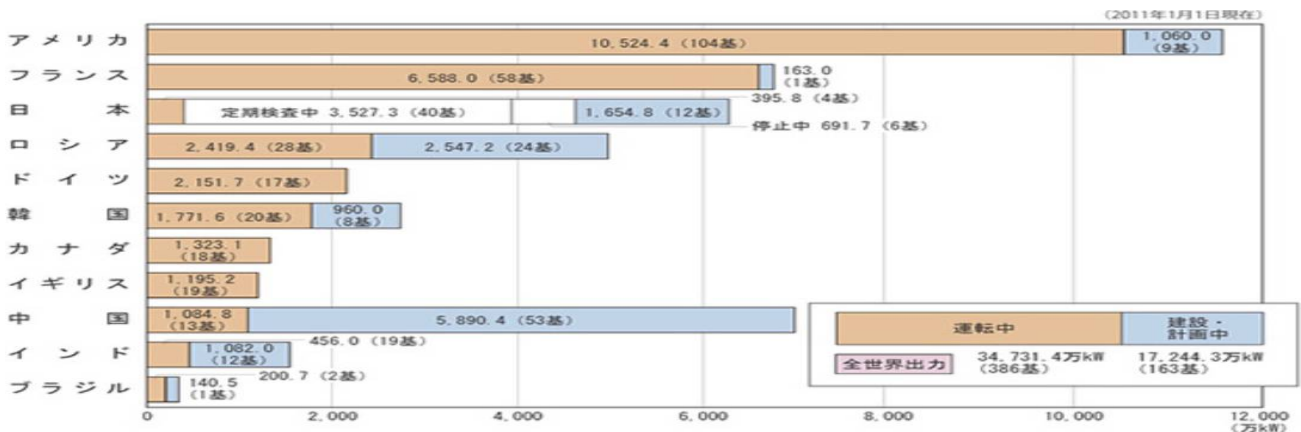 (2011年1月1日現在)
アメリカ
10,524.4 (104基)
1,060.0
(9基)
フランス
6,588.0 (58基)
163.0
(1基)
日本
395.8 (4基)
定期検査中 3,527.3 (40基)
1,654.8 (12基)
停止中 691.7 (6基)
ロシア
2,419.4 (28基)
2,547.2 (24基)
ドイツ
2,151.7 (17基)
韓国
1,771.6 (20基)
960.0
(8基)
カナダ
1,323.1
(18基)
イギリス
1,195.2
(19基)
中国
1,084.8
(13基)
5,890.4 (53基)
インド
456.0 (19基)
1,082.0
(12基)
ブラジル
200.7 (2基)
140.5
(1基)
運転中
建設・
計画中
全世界出力
34,731.4万kW
(386基)
17,244.3万kW
(163基)
0 2,000 4,000 6,000 8,000 10,000 12,000
(万kW)